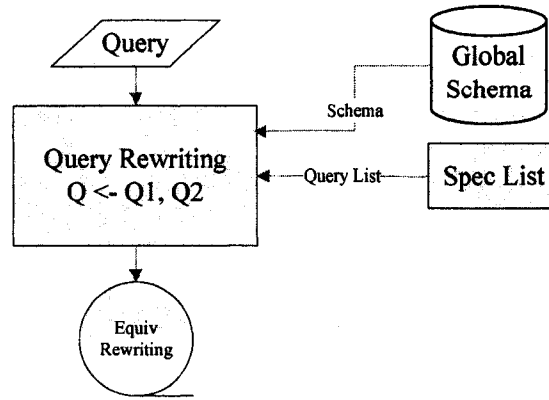 Query
Global
Schema
Schema
Query Rewriting
Q <- Q1, Q2
Query List
Spec List
Equiv
Rewriting